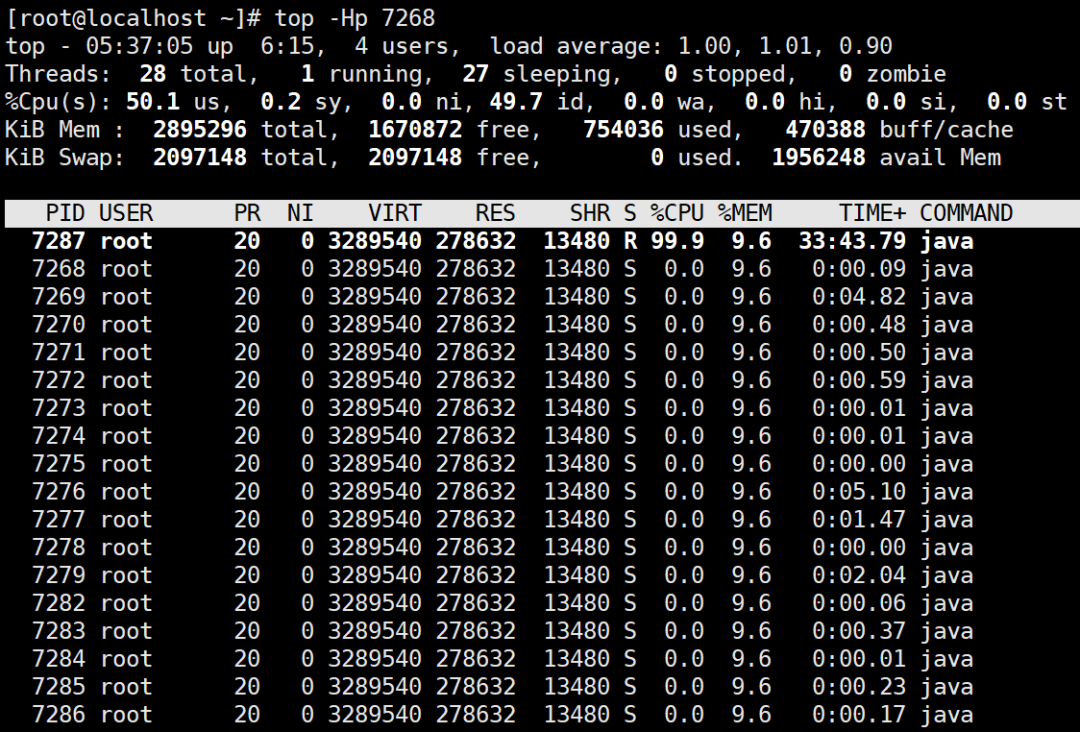 [root@localhost ~]# top -Hp 7268
top - 05:37:05 up  6:15,  4 users,  load average: 1.00, 1.01, 0.90
Threads:  28 total,   1 running,  27 sleeping,   0 stopped,   0 zombie
%Cpu(s): 50.1 us,  0.2 sy,  0.0 ni, 49.7 id,  0.0 wa,  0.0 hi,  0.0 si,  0.0 st
KiB Mem :  2895296 total,  1670872 free,   754036 used,   470388 buff/cache
KiB Swap:  2097148 total,  2097148 free,        0 used.  1956248 avail Mem
PID USER      PR  NI    VIRT    RES    SHR S %CPU %MEM     TIME+ COMMAND
7287 root      20   0 3289540 278632  13480 R 99.9  9.6  33:43.79 java
7268 root      20   0 3289540 278632  13480 S  0.0  9.6   0:00.09 java
7269 root      20   0 3289540 278632  13480 S  0.0  9.6   0:04.82 java
7270 root      20   0 3289540 278632  13480 S  0.0  9.6   0:00.48 java
7271 root      20   0 3289540 278632  13480 S  0.0  9.6   0:00.50 java
7272 root      20   0 3289540 278632  13480 S  0.0  9.6   0:00.59 java
7273 root      20   0 3289540 278632  13480 S  0.0  9.6   0:00.01 java
7274 root      20   0 3289540 278632  13480 S  0.0  9.6   0:00.01 java
7275 root      20   0 3289540 278632  13480 S  0.0  9.6   0:00.00 java
7276 root      20   0 3289540 278632  13480 S  0.0  9.6   0:05.10 java
7277 root      20   0 3289540 278632  13480 S  0.0  9.6   0:01.47 java
7278 root      20   0 3289540 278632  13480 S  0.0  9.6   0:00.00 java
7279 root      20   0 3289540 278632  13480 S  0.0  9.6   0:02.04 java
7282 root      20   0 3289540 278632  13480 S  0.0  9.6   0:00.06 java
7283 root      20   0 3289540 278632  13480 S  0.0  9.6   0:00.37 java
7284 root      20   0 3289540 278632  13480 S  0.0  9.6   0:00.01 java
7285 root      20   0 3289540 278632  13480 S  0.0  9.6   0:00.23 java
7286 root      20   0 3289540 278632  13480 S  0.0  9.6   0:00.17 java